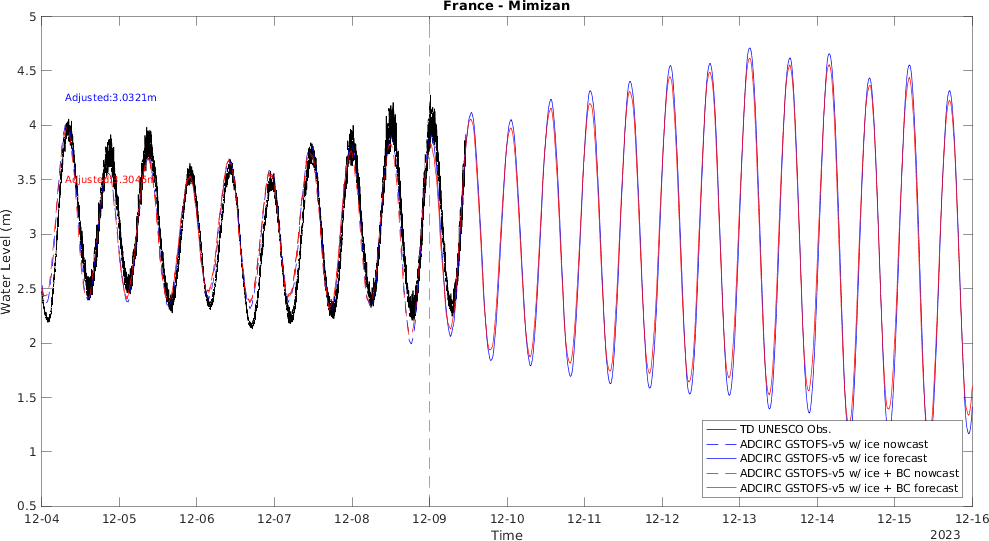 France - Mimizan
5
4.5
4
3.5
3
2.5
2
1.5
1
0.5
Water Level (m)
Adjusted:3.0321m
12-04
12-05
12-06
12-07
12-08
12-09
12-10
12-11
12-12
12-13
12-14
12-15
12-16
Time
2023
TD UNESCO Obs.
ADCIRC GSTOFS-v5 w/ ice nowcast
ADCIRC GSTOFS-v5 w/ ice forecast
ADCIRC GSTOFS-v5 w/ ice + BC nowcast
ADCIRC GSTOFS-v5 w/ ice + BC forecast